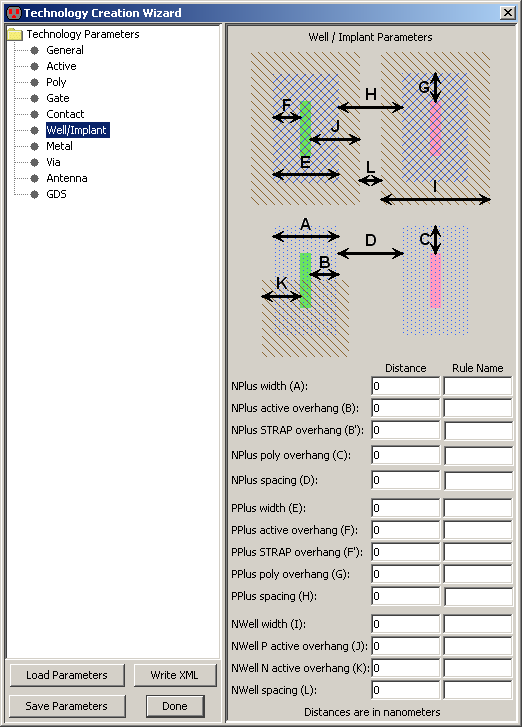 Technology Creation Wizard
Technology Parameters
General
Active
Poly
Gate
Contact
Well/Implant
Metal
Via
Antenna
GDS
Load Parameters
Write XML
Save Parameters
Done
Well / Implant Parameters
F
H
G
J
E
L
I
A
D
C
B
K
Distance Rule Name
NPlus width (A): 0
NPlus active overhang (B): 0
NPlus STRAP overhang (B'): 0
NPlus poly overhang (C): 0
NPlus spacing (D): 0
PPlus width (E): 0
PPlus active overhang (F): 0
PPlus STRAP overhang (F'): 0
PPlus poly overhang (G): 0
PPlus spacing (H): 0
NWell width (I): 0
NWell P active overhang (J): 0
NWell N active overhang (K): 0
NWell spacing (L): 0
Distances are in nanometers